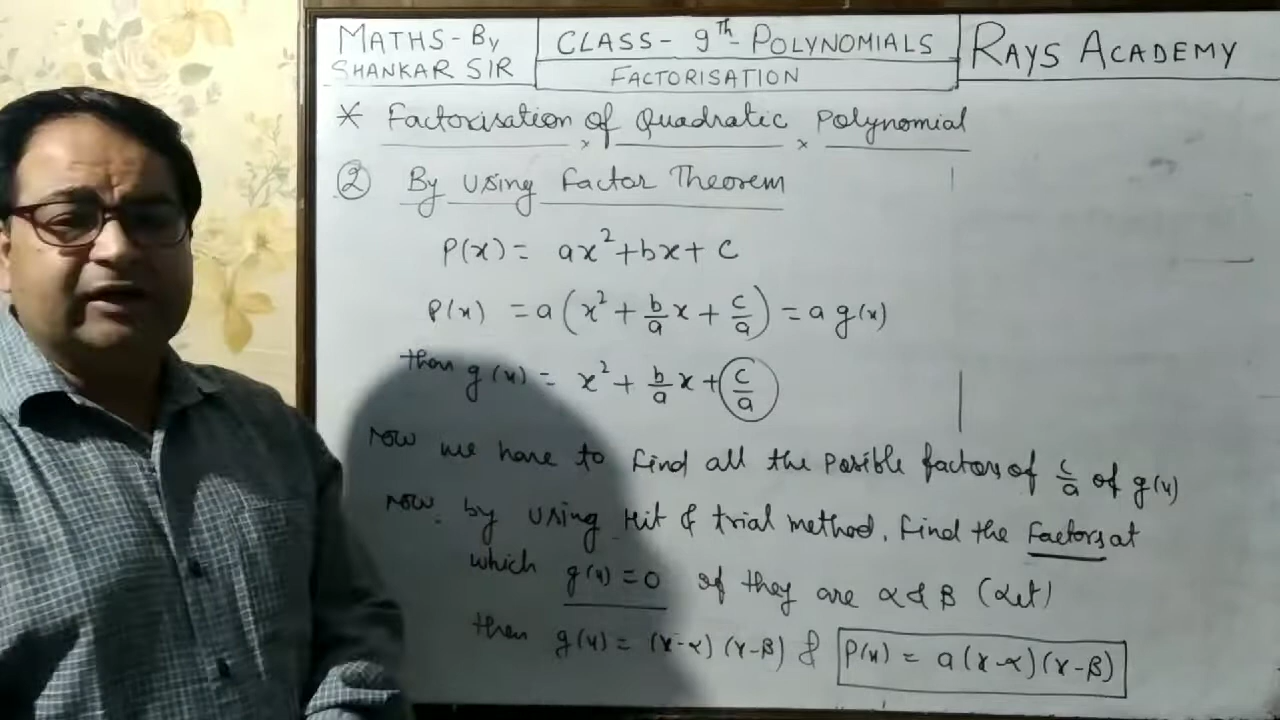 MATHS - By
SHANKAR SIR
CLASS - 9th - POLYNOMIALS
FACTORISATION
RAYS ACADEMY
* Factorisation of Quadratic Polynomial
② By Using Factor Theorem
P(x) = ax² + bx + c
P(x) = a(x² + b/a x + c/a) = a g(x)
then g(x) = x² + b/a x + c/a
Now we have to find all the posible factors of c/a of g(x)
Now. by using Hit & trial method. Find the Factors at
which g(x) = 0 if they are α & β (Let)
then g(x) = (x-α) (x-β) & P(x) = a(x-α)(x-β)